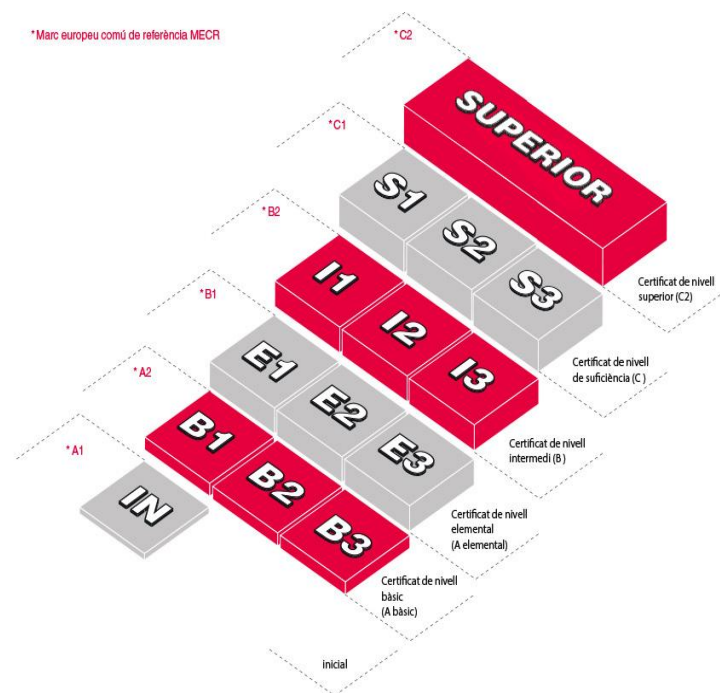 *Marc europeu comú de referència MECR
*C2
SUPERIOR
*C1
S1
S2
S3
Certificat de nivell
superior (C2)
*B2
I1
I2
I3
Certificat de nivell
de suficiència (C )
*B1
E1
E2
E3
Certificat de nivell
intermedi (B )
*A2
B1
B2
B3
Certificat de nivell
elemental
(A elemental)
*A1
IN
Certificat de nivell
bàsic
(A bàsic)
inicial